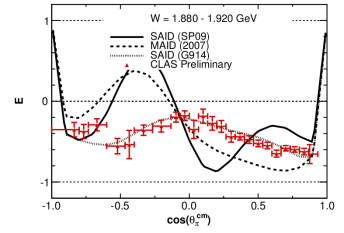 W = 1.880 - 1.920 GeV
SAID (SP09)
MAID (2007)
SAID (G914)
CLAS Preliminary
1
0
-1
E
-1.0
-0.5
0.0
0.5
1.0
cos(θπcm)